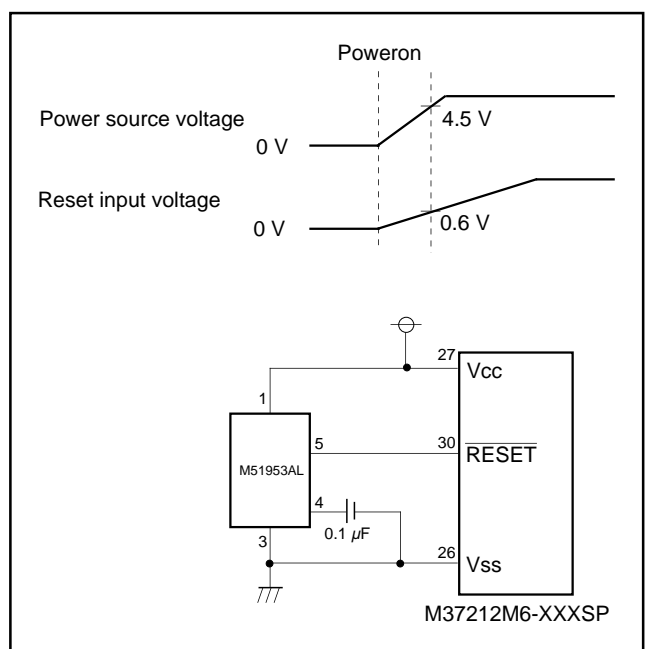 Poweron
Power source voltage
4.5 V
0 V
Reset input voltage
0.6 V
0 V
27
Vcc
1
5
30
RESET
M51953AL
4
0.1 μF
3
26
Vss
M37212M6-XXXSP